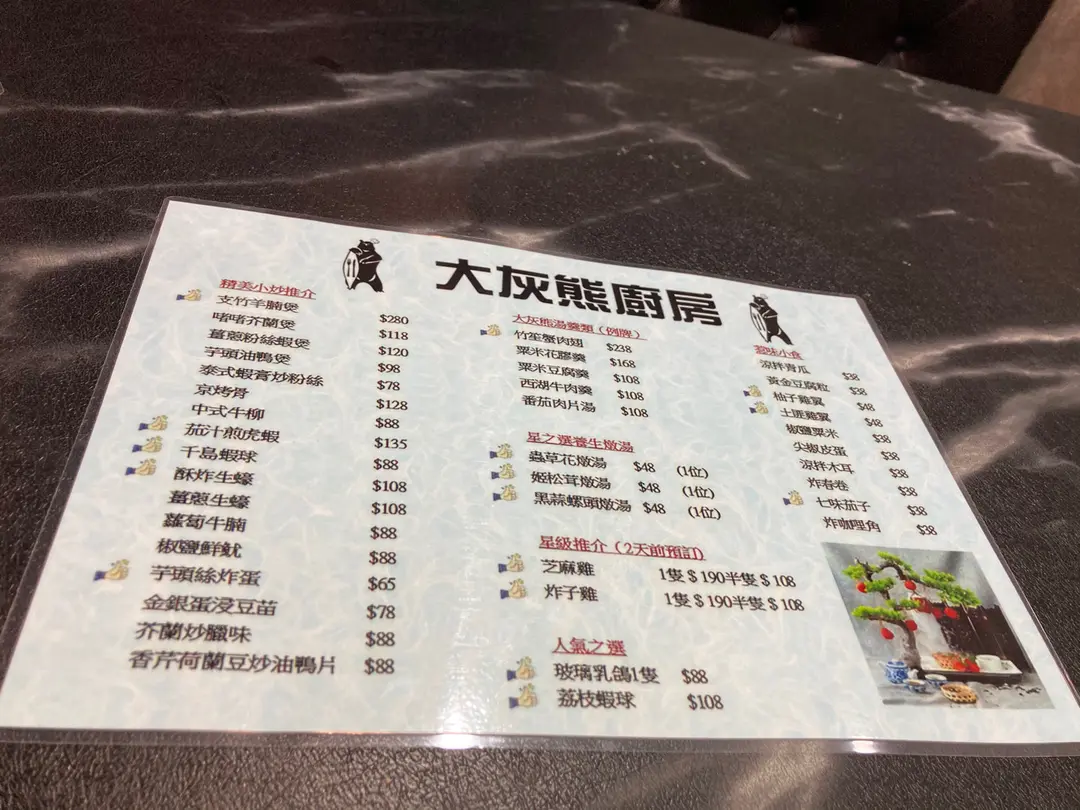 大灰熊廚房
精美小炒推介
支竹羊腩煲 $280
啫啫芥蘭煲 $118
薑蔥粉絲蝦煲 $120
芋頭油鴨煲 $98
泰式蝦膏炒粉絲 $78
京烤骨 $128
中式牛柳 $88
茄汁煎虎蝦 $135
千島蝦球 $88
酥炸生蠔 $108
薑蔥生蠔 $108
蘿蔔牛腩 $88
椒鹽鮮魷 $88
芋頭絲炸蛋 $65
金銀蛋浸豆苗 $78
芥蘭炒臘味 $88
香芹荷蘭豆炒油鴨片 $88
大灰熊湯羹類（例牌）
竹笙蟹肉翅 $238
粟米花膠羹 $168
粟米豆腐羹 $108
西湖牛肉羹 $108
番茄肉片湯 $108
星之選養生燉湯
蟲草花燉湯 $48 (1位)
姬松茸燉湯 $48 (1位)
黑蒜螺頭燉湯 $48 (1位)
星級推介（2天前預訂）
芝麻雞 1隻＄190半隻＄108
炸子雞 1隻＄190半隻＄108
人氣之選
玻璃乳鴿1隻 $88
荔枝蝦球 $108
惹味小食
涼拌青瓜 $38
黃金豆腐粒 $38
柚子雞翼 $48
土匪雞翼 $48
椒鹽粟米 $38
尖椒皮蛋 $38
涼拌木耳 $38
炸春卷 $38
七味茄子 $38
炸咖哩角 $38